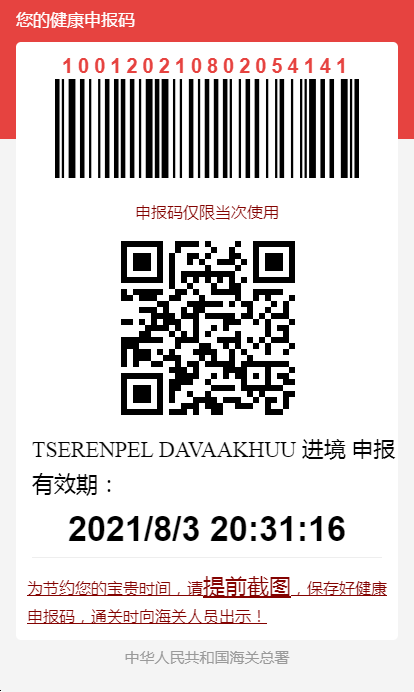 您的健康申报码
100120210802054141
申报码仅限当次使用
TSERENPEL DAVAAKHUU 进境 申报
有效期：
2021/8/3 20:31:16
为节约您的宝贵时间，请提前截图，保存好健康
申报码，通关时向海关人员出示！
中华人民共和国海关总署